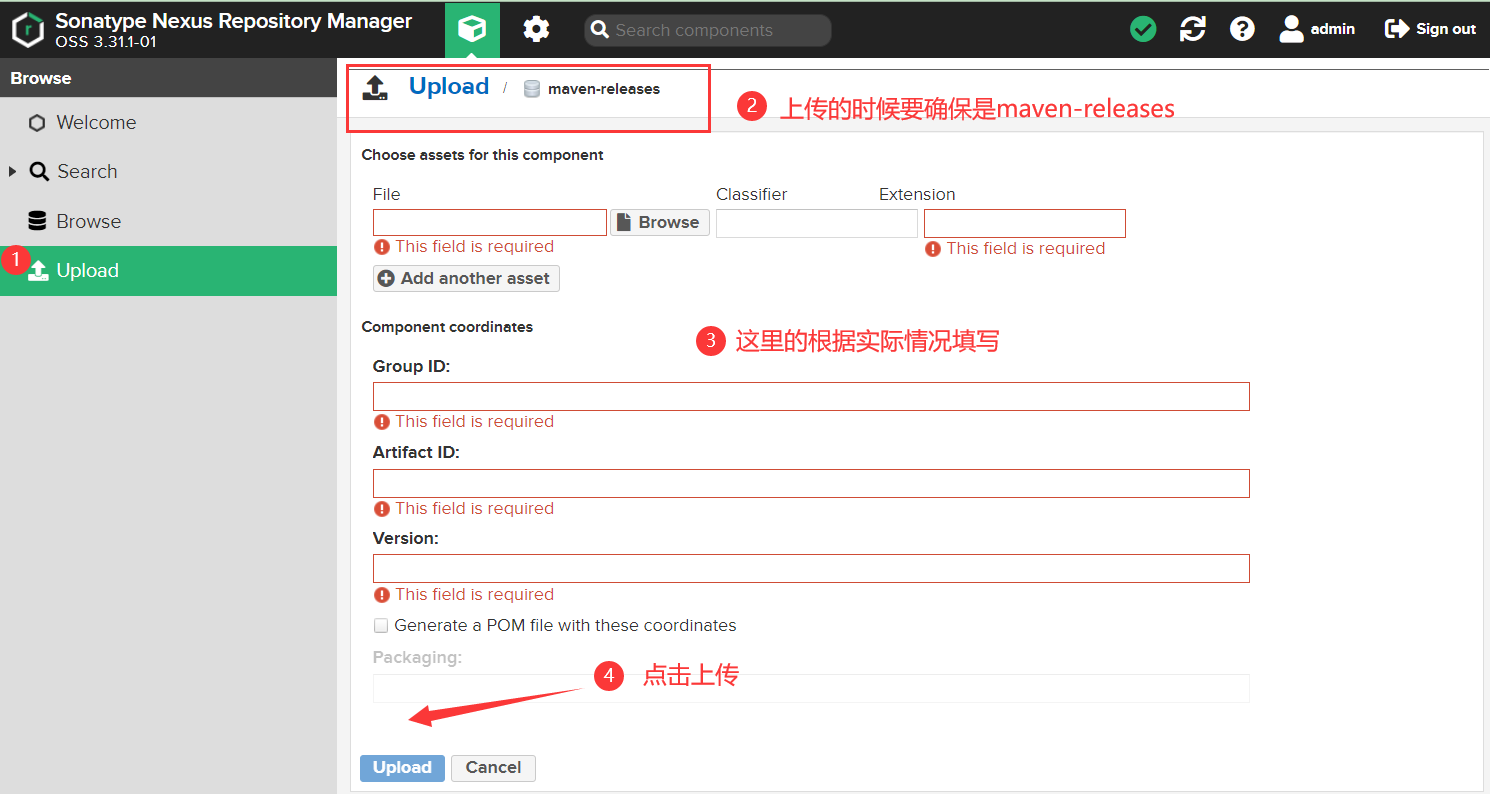 Sonatype Nexus Repository Manager
OSS 3.31.1-01
Search components
admin
Sign out
Browse
Welcome
Search
Browse
1
Upload
Upload / maven-releases
2 上传的时候要确保是maven-releases
Choose assets for this component
File Classifier Extension
Browse
This field is required This field is required
Add another asset
Component coordinates
3 这里的根据实际情况填写
Group ID:
This field is required
Artifact ID:
This field is required
Version:
This field is required
Generate a POM file with these coordinates
Packaging:
4 点击上传
Upload Cancel